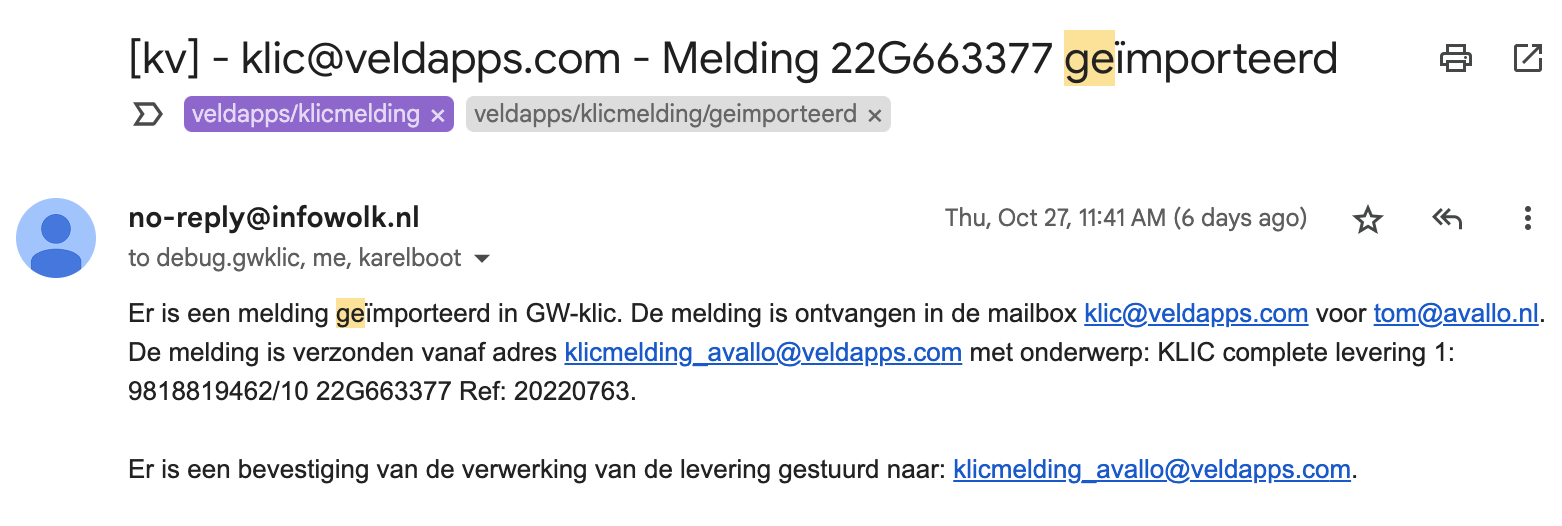 [kv] - klic@veldapps.com - Melding 22G663377 geïmporteerd
veldapps/klicmelding × veldapps/klicmelding/geimporteerd ×
no-reply@infowolk.nl Thu, Oct 27, 11:41 AM (6 days ago)
to debug.gwklic, me, karelboot
Er is een melding geïmporteerd in GW-klic. De melding is ontvangen in de mailbox klic@veldapps.com voor tom@avallo.nl.
De melding is verzonden vanaf adres klicmelding_avallo@veldapps.com met onderwerp: KLIC complete levering 1:
9818819462/10 22G663377 Ref: 20220763.
Er is een bevestiging van de verwerking van de levering gestuurd naar: klicmelding_avallo@veldapps.com.